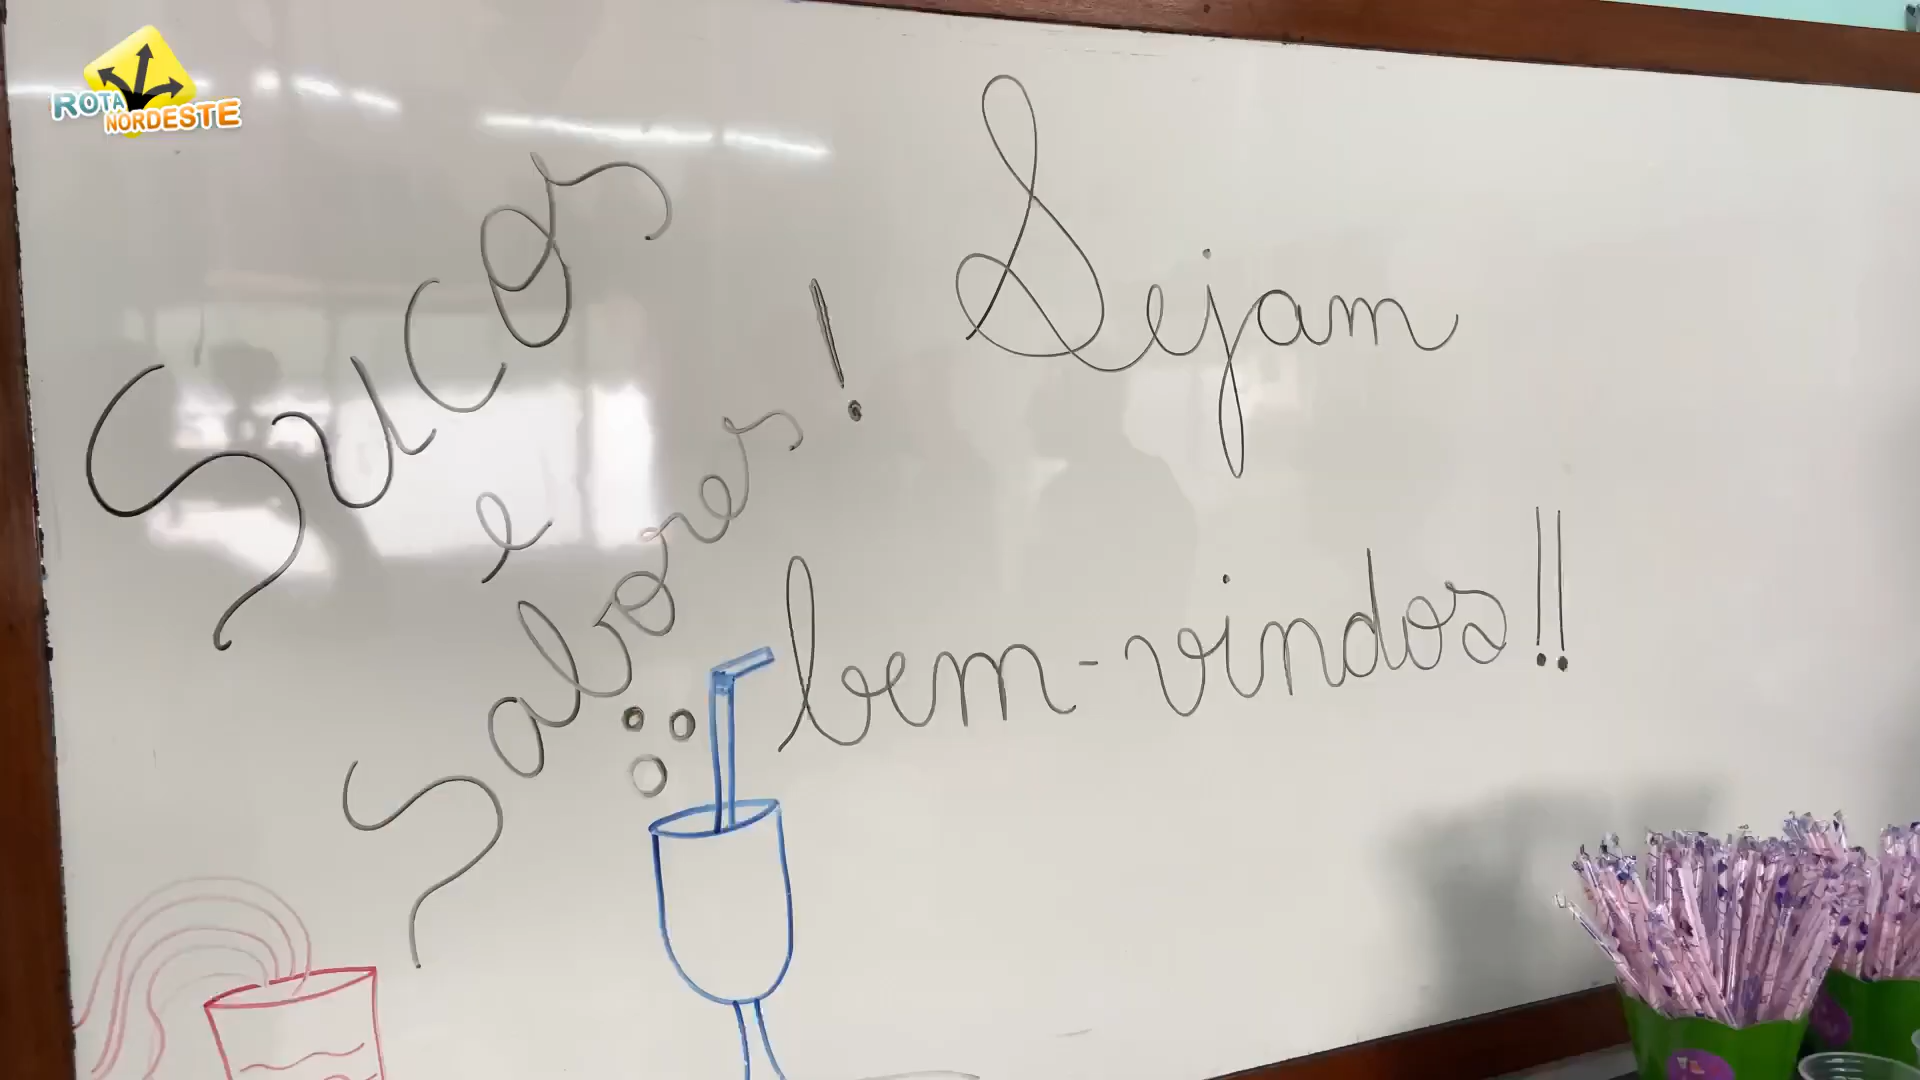 ROTA
NORDESTE
Sucos
e
Sabores!
Sejam
bem-vindos!!